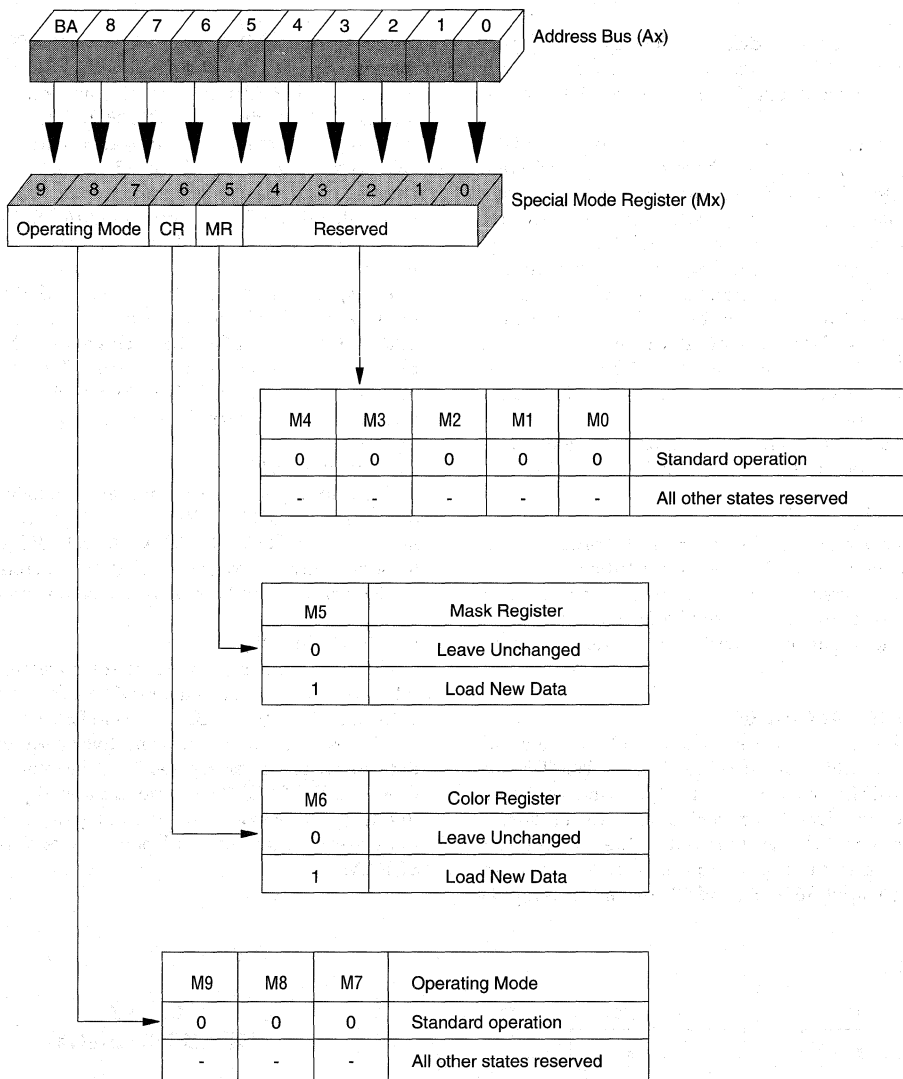 BA 8 7 6 5 4 3 2 1 0
Address Bus (Ax)
9 8 7 6 5 4 3 2 1 0
Special Mode Register (Mx)
Operating Mode CR MR Reserved
M4 M3 M2 M1 M0
0 0 0 0 0 Standard operation
- - - - - All other states reserved
M5 Mask Register
0 Leave Unchanged
1 Load New Data
M6 Color Register
0 Leave Unchanged
1 Load New Data
M9 M8 M7 Operating Mode
0 0 0 Standard operation
- - - All other states reserved